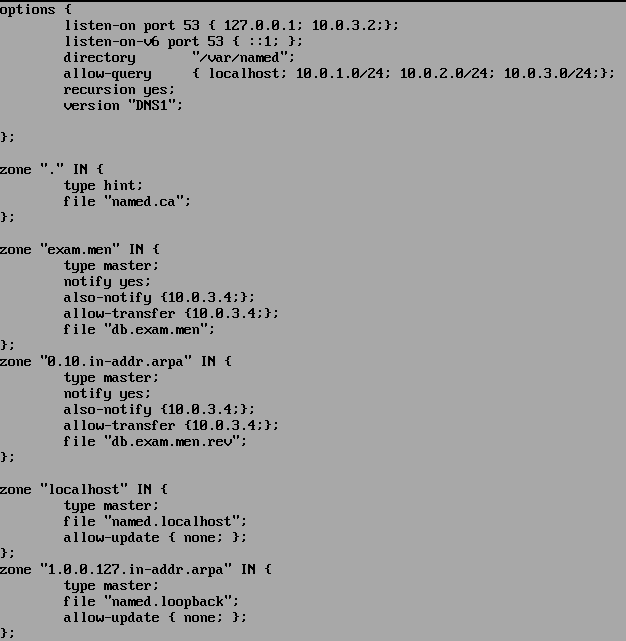 options {
        listen-on port 53 { 127.0.0.1; 10.0.3.2;};
        listen-on-v6 port 53 { ::1; };
        directory       "/var/named";
        allow-query     { localhost; 10.0.1.0/24; 10.0.2.0/24; 10.0.3.0/24;};
        recursion yes;
        version "DNS1";

};

zone "." IN {
        type hint;
        file "named.ca";
};

zone "exam.men" IN {
        type master;
        notify yes;
        also-notify {10.0.3.4;};
        allow-transfer {10.0.3.4;};
        file "db.exam.men";
};
zone "0.10.in-addr.arpa" IN {
        type master;
        notify yes;
        also-notify {10.0.3.4;};
        allow-transfer {10.0.3.4;};
        file "db.exam.men.rev";
};

zone "localhost" IN {
        type master;
        file "named.localhost";
        allow-update { none; };
};
zone "1.0.0.127.in-addr.arpa" IN {
        type master;
        file "named.loopback";
        allow-update { none; };
};